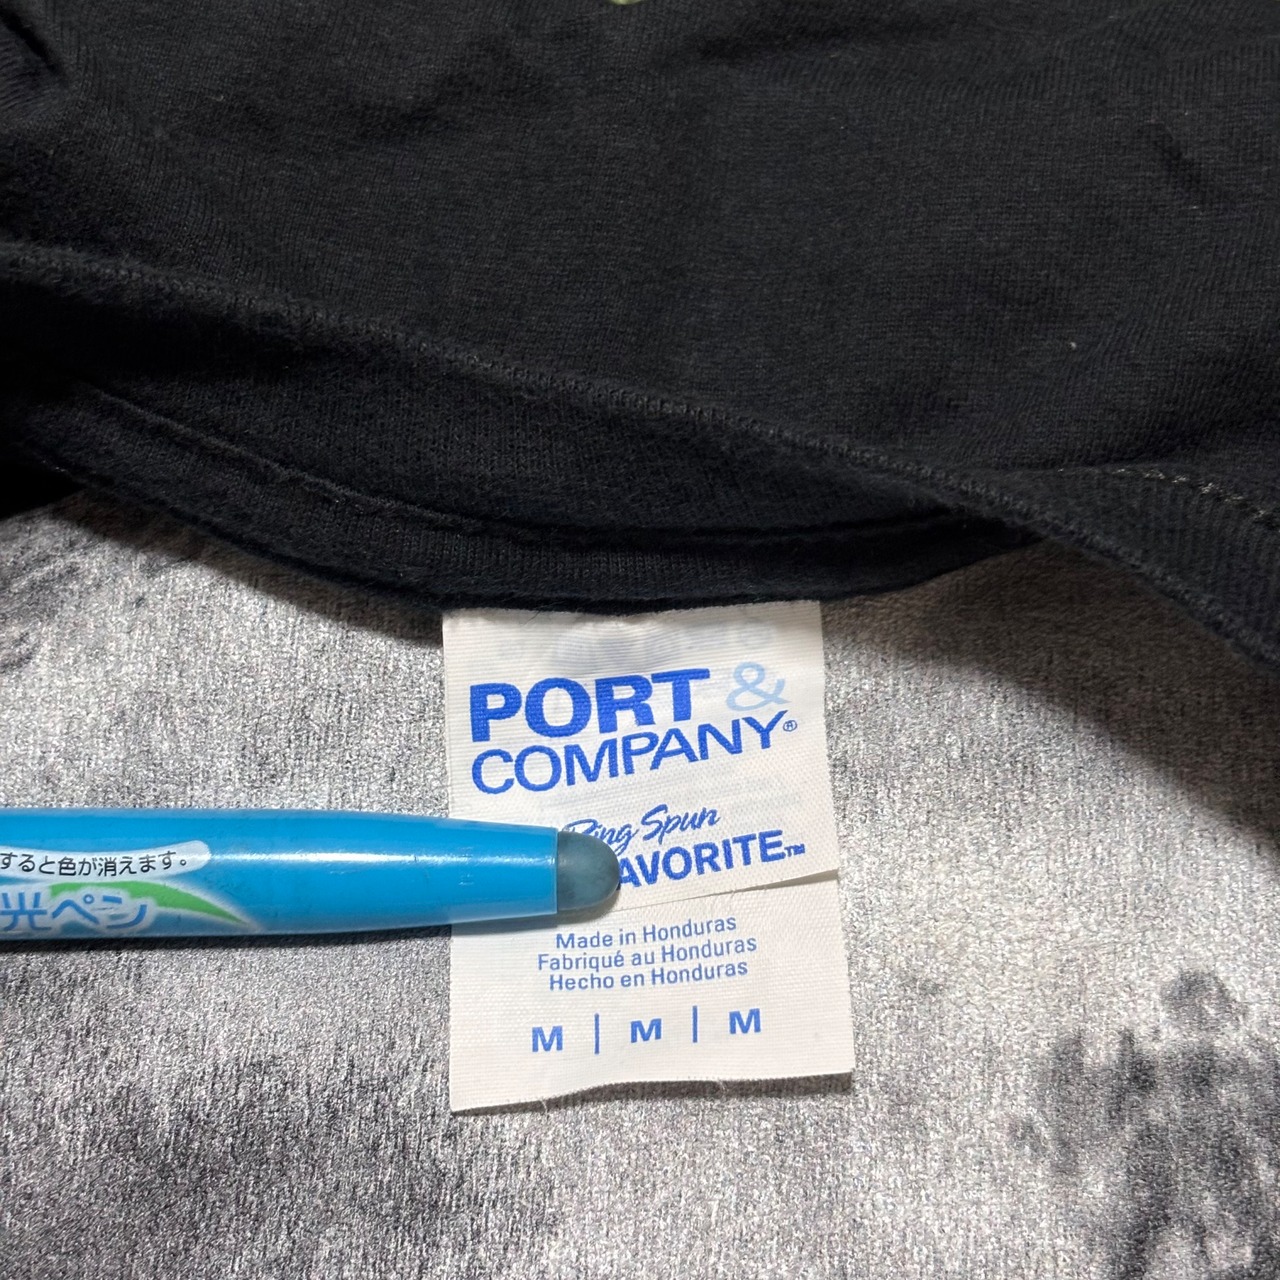 PORT &
COMPANY®
Ring Spun
AVORITE™
Made in Honduras
Fabriqué au Honduras
Hecho en Honduras
M | M | M
すると色が消えます。
光ペン